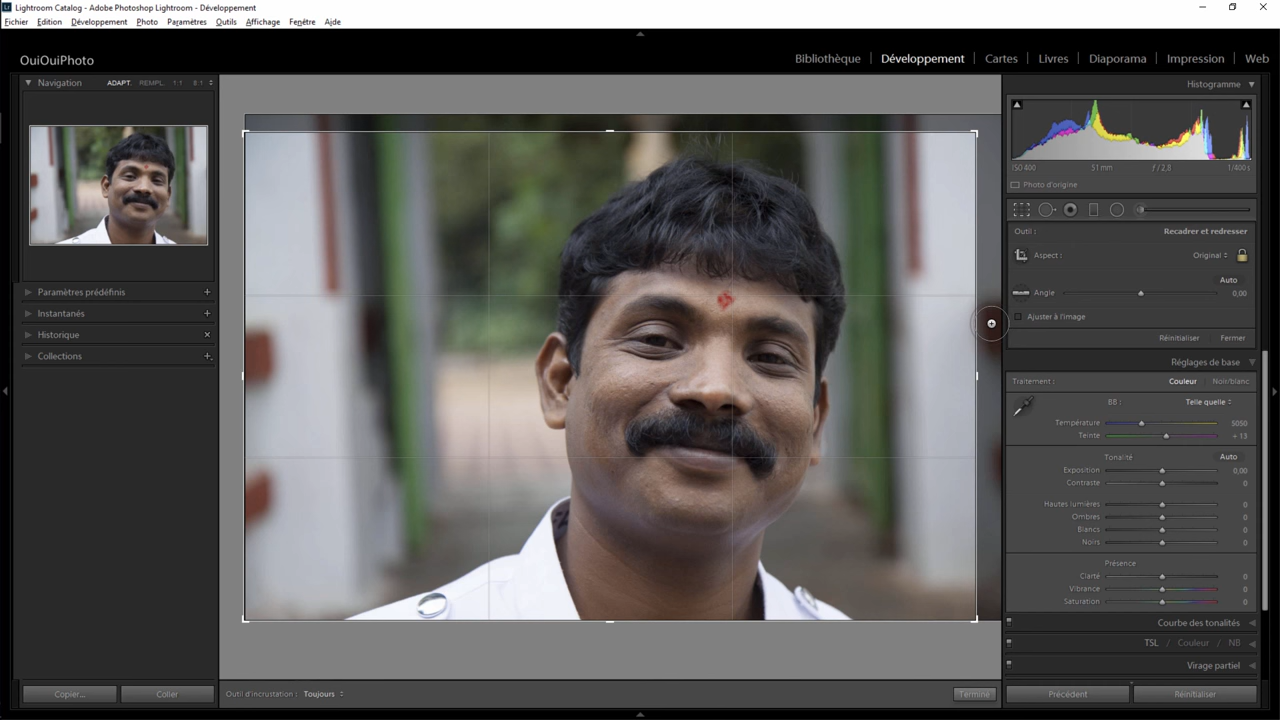 Lightroom Catalog - Adobe Photoshop Lightroom - Développement
Fichier Edition Développement Photo Paramètres Outils Affichage Fenêtre Aide
OuiOuiPhoto
Bibliothèque Développement Cartes Livres Diaporama Impression Web
Navigation ADAPT. REMPL. 1:1 8:1
Paramètres prédéfinis
Instantanés
Historique
Collections
Copier... Coller
Outil d'incrustation : Toujours
Terminé
Histogramme
ISO 400 51 mm ƒ / 2,8 1/400 s
Photo d'origine
Outil : Recadrer et redresser
Aspect : Original
Auto
Angle 0,00
Ajuster à l'image
Réinitialiser Fermer
Réglages de base
Traitement : Couleur Noir/blanc
BB : Telle quelle
Température 5050
Teinte + 13
Tonalité Auto
Exposition 0,00
Contraste 0
Hautes lumières 0
Ombres 0
Blancs 0
Noirs 0
Présence
Clarté 0
Vibrance 0
Saturation 0
Courbe des tonalités
TSL / Couleur / NB
Virage partiel
Précédent Réinitialiser